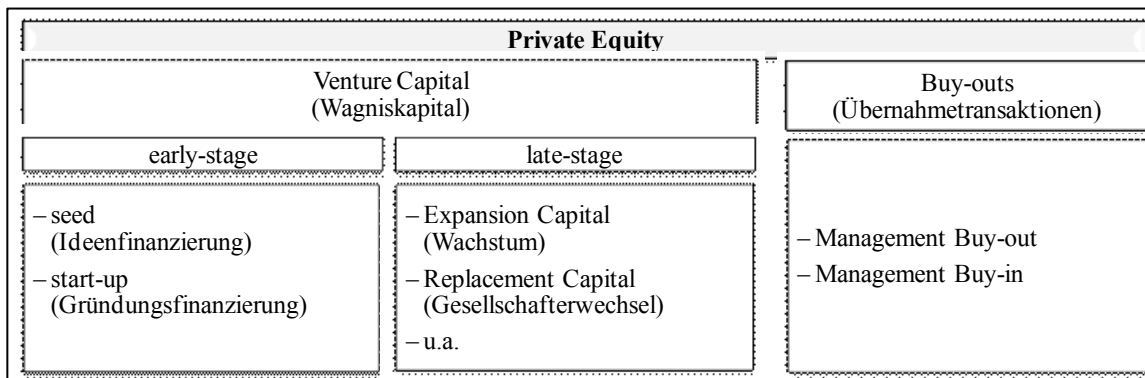 Private Equity
Venture Capital
(Wagniskapital)
Buy-outs
(Übernahmetransaktionen)
early-stage
late-stage
– seed
(Ideenfinanzierung)
– start-up
(Gründungsfinanzierung)
– Expansion Capital
(Wachstum)
– Replacement Capital
(Gesellschafterwechsel)
– u.a.
– Management Buy-out
– Management Buy-in